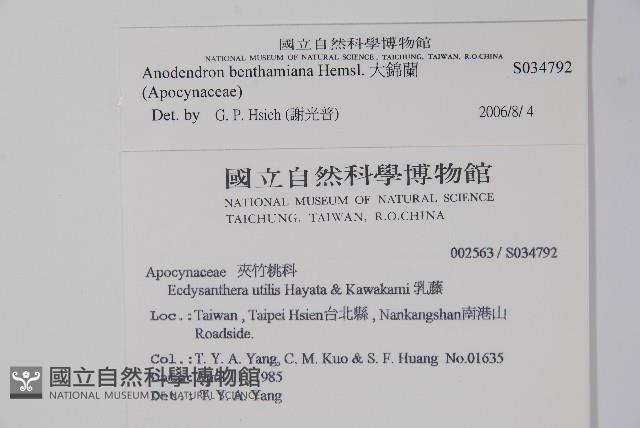 國立自然科學博物館
NATIONAL MUSEUM OF NATURAL SCIENCE, TAICHUNG, TAIWAN, R.O.CHINA
Anodendron benthamiana Hemsl. 大錦蘭 S034792
(Apocynaceae)
Det. by G. P. Hsich (謝光普) 2006/8/ 4
國立自然科學博物館
NATIONAL MUSEUM OF NATURAL SCIENCE
TAICHUNG, TAIWAN, R.O.CHINA
002563 / S034792
Apocynaceae 夾竹桃科
Ecdysanthera utilis Hayata & Kawakami 乳藤
Loc.: Taiwan , Taipei Hsien台北縣 , Nankangshan南港山
Roadside.
Col.: T. Y. A. Yang, C. M. Kuo & S. F. Huang No.01635
1985
Det.: T. Y. A. Yang
國立自然科學博物館
NATIONAL MUSEUM OF NATURAL SCIENCE